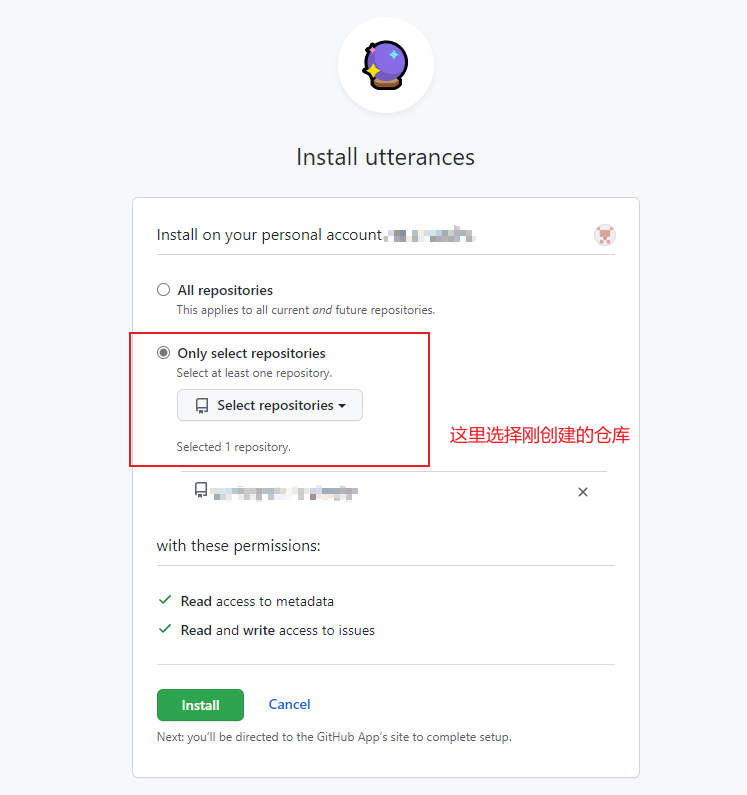 Install utterances
Install on your personal account
All repositories
This applies to all current and future repositories.
Only select repositories
Select at least one repository.
Select repositories
这里选择刚创建的仓库
Selected 1 repository.
with these permissions:
Read access to metadata
Read and write access to issues
Install Cancel
Next: you'll be directed to the GitHub App's site to complete setup.